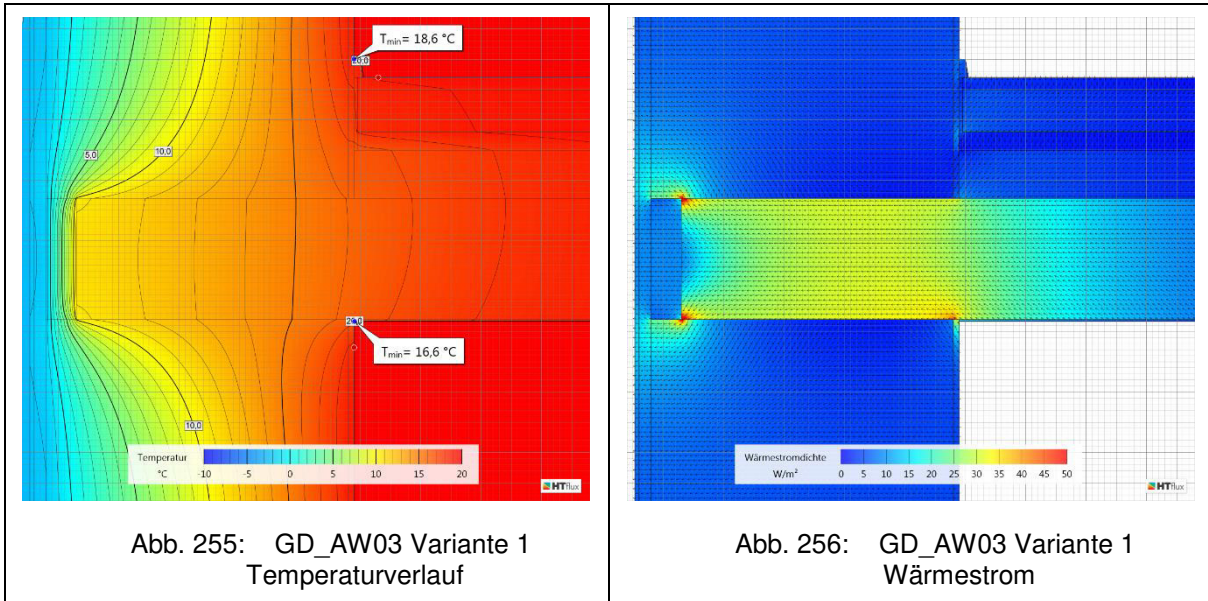 T_min = 18,6 °C
20,0
5,0
10,0
20,0
T_min = 16,6 °C
10,0
Temperatur
°C
-10 -5 0 5 10 15 20
HTflux
Abb. 255: GD_AW03 Variante 1
Temperaturverlauf
Wärmestromdichte
W/m²
0 5 10 15 20 25 30 35 40 45 50
HTflux
Abb. 256: GD_AW03 Variante 1
Wärmestrom